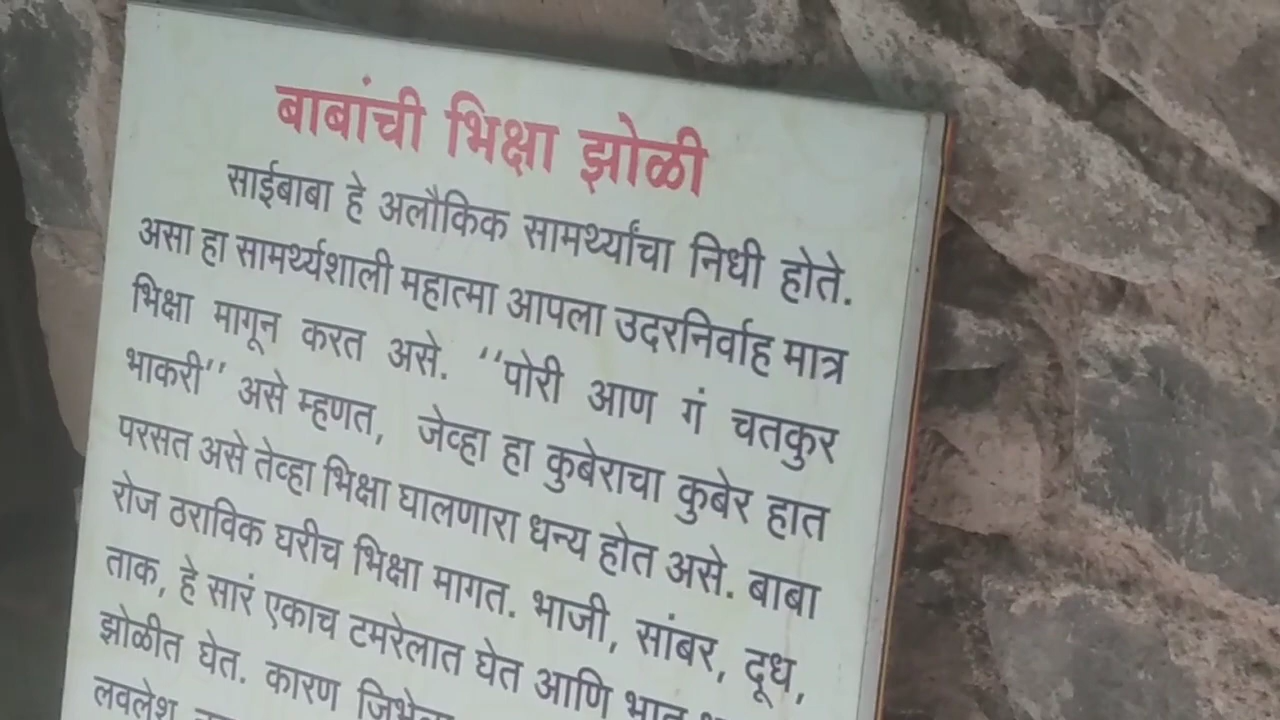 बाबांची भिक्षा झोळी
साईबाबा हे अलौकिक सामर्थ्यांचा निधी होते.
असा हा सामर्थ्यशाली महात्मा आपला उदरनिर्वाह मात्र
भिक्षा मागून करत असे. ‘‘पोरी आण गं चतकुर
भाकरी’’ असे म्हणत, जेव्हा हा कुबेराचा कुबेर हात
परसत असे तेव्हा भिक्षा घालणारा धन्य होत असे. बाबा
रोज ठराविक घरीच भिक्षा मागत. भाजी, सांबर, दूध,
ताक, हे सारं एकाच टमरेलात घेत आणि
झोळीत घेत. कारण
लवलेश